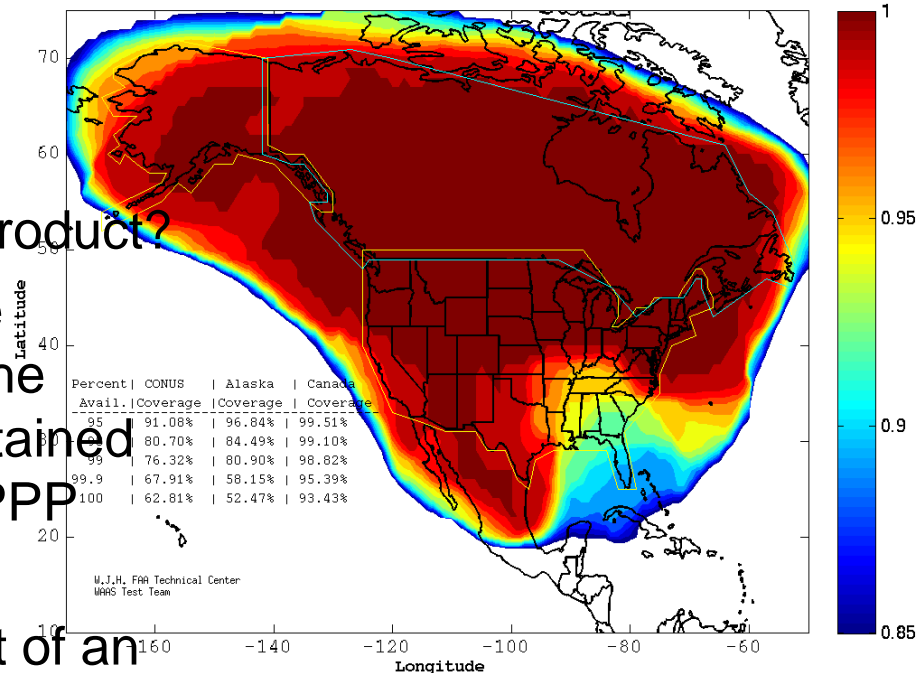 roduct?
ne
tained
PPP
t of an
70
60
50
40
30
20
10
Latitude
-160
-140
-120
-100
-80
-60
Longitude
Percent| CONUS | Alaska | Canada
Avail. |Coverage |Coverage | Coverage
95 91.08% | 96.84% | 99.51%
80.70% | 84.49% | 99.10%
99 76.32% | 80.90% | 98.82%
99.9 | 67.91% | 58.15% | 95.39%
100 | 62.81% | 52.47% | 93.43%
W.J.H. FAA Technical Center
WAAS Test Team
1
0.95
0.9
0.85